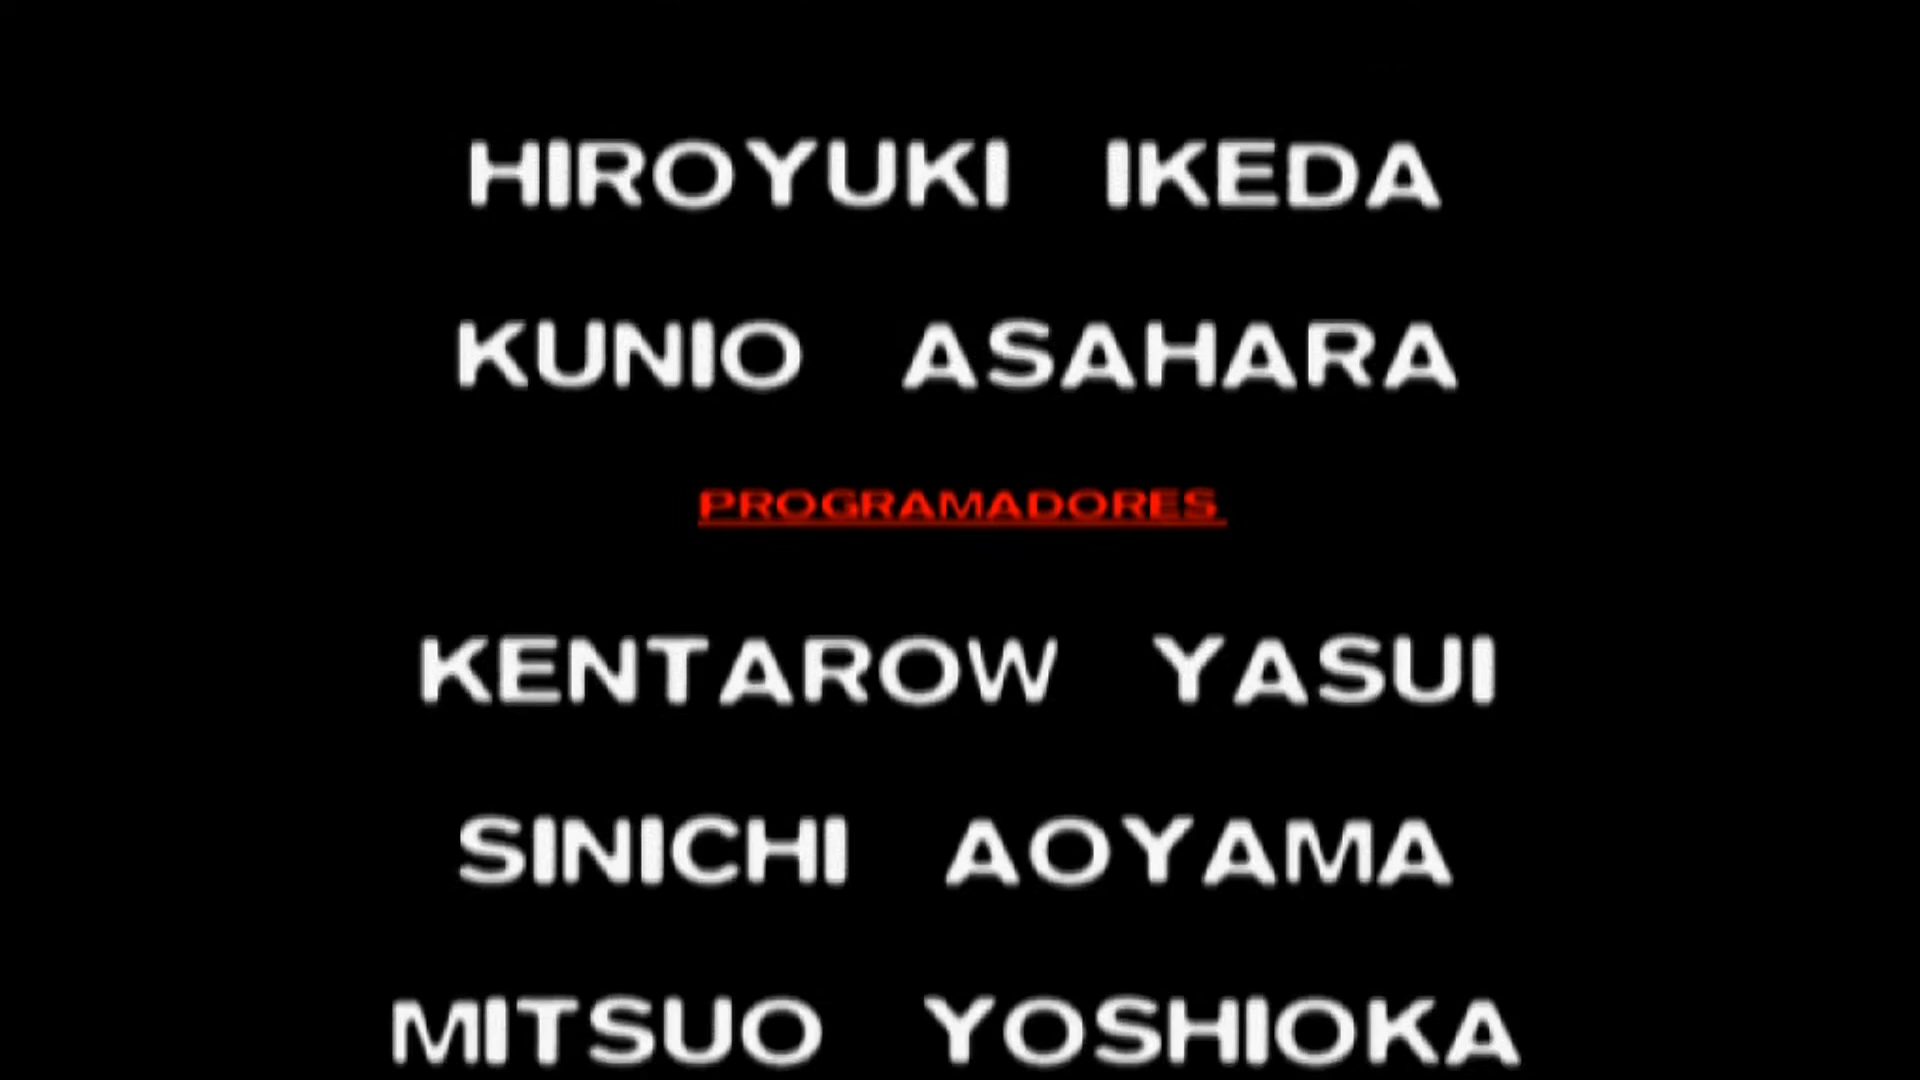 HIROYUKI IKEDA
KUNIO ASAHARA
PROGRAMADORES
KENTAROW YASUI
SINICHI AOYAMA
MITSUO YOSHIOKA